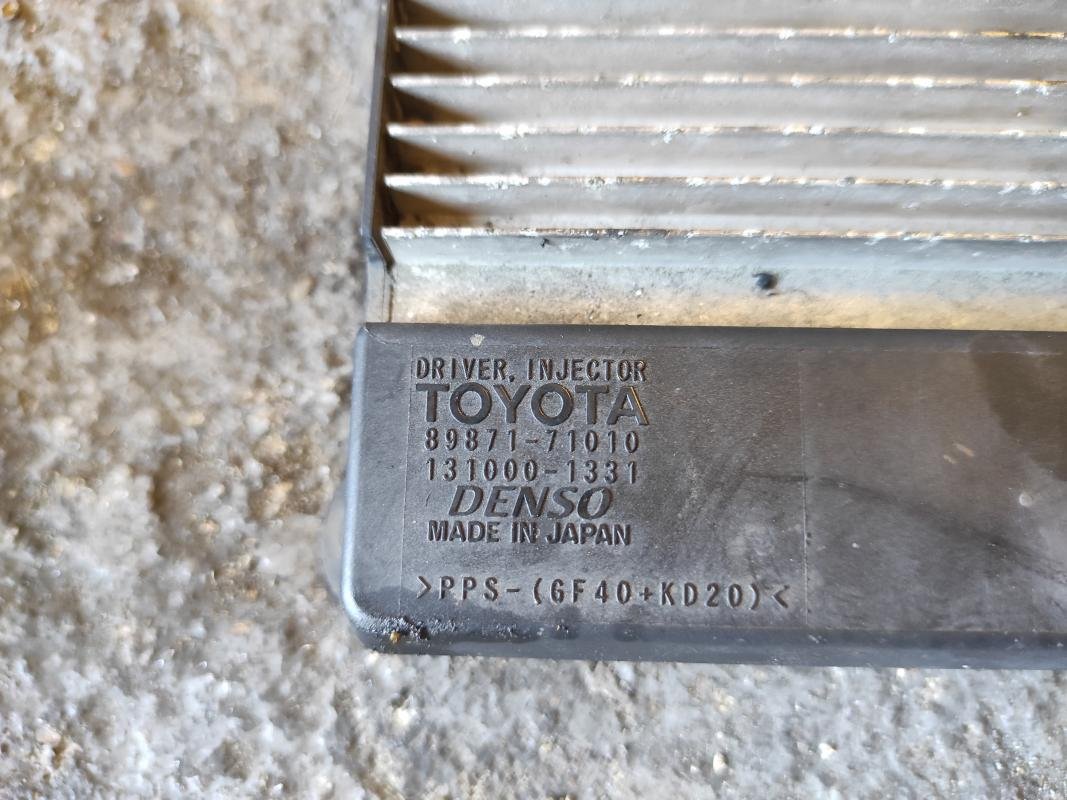 DRIVER, INJECTOR
TOYOTA
89871-71010
131000-1331
DENSO
MADE IN JAPAN
>PPS-(GF40+KD20)<